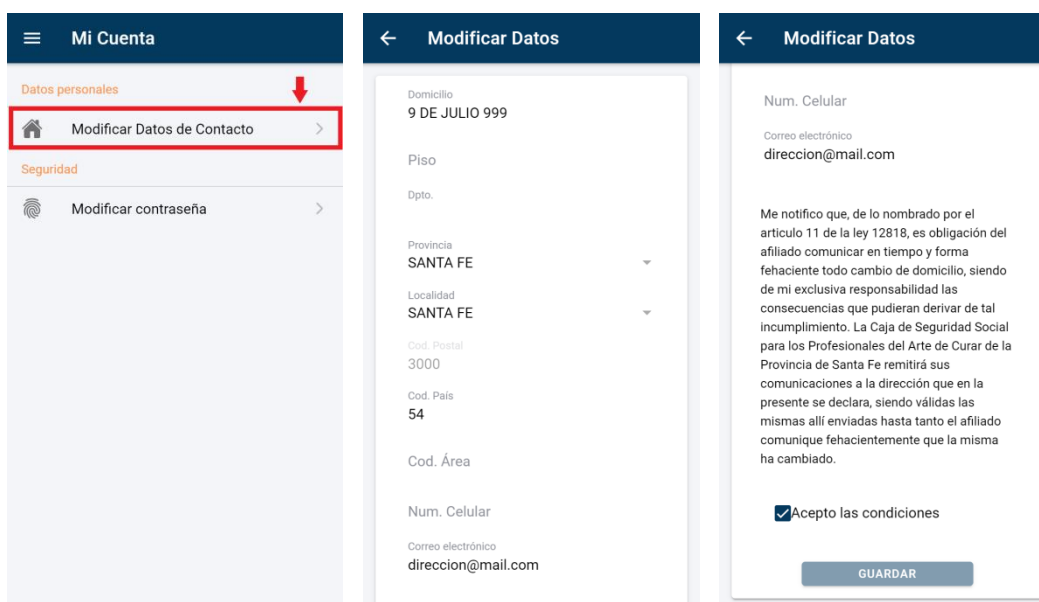 Mi Cuenta
Datos personales
Modificar Datos de Contacto
Seguridad
Modificar contraseña
Modificar Datos
Domicilio
9 DE JULIO 999
Piso
Dpto.
Provincia
SANTA FE
Localidad
SANTA FE
Cod. Postal
3000
Cod. País
54
Cod. Área
Num. Celular
Correo electrónico
direccion@mail.com
Modificar Datos
Num. Celular
Correo electrónico
direccion@mail.com
Me notifico que, de lo nombrado por el
articulo 11 de la ley 12818, es obligación del
afiliado comunicar en tiempo y forma
fehaciente todo cambio de domicilio, siendo
de mi exclusiva responsabilidad las
consecuencias que pudieran derivar de tal
incumplimiento. La Caja de Seguridad Social
para los Profesionales del Arte de Curar de la
Provincia de Santa Fe remitirá sus
comunicaciones a la dirección que en la
presente se declara, siendo válidas las
mismas allí enviadas hasta tanto el afiliado
comunique fehacientemente que la misma
ha cambiado.
Acepto las condiciones
GUARDAR